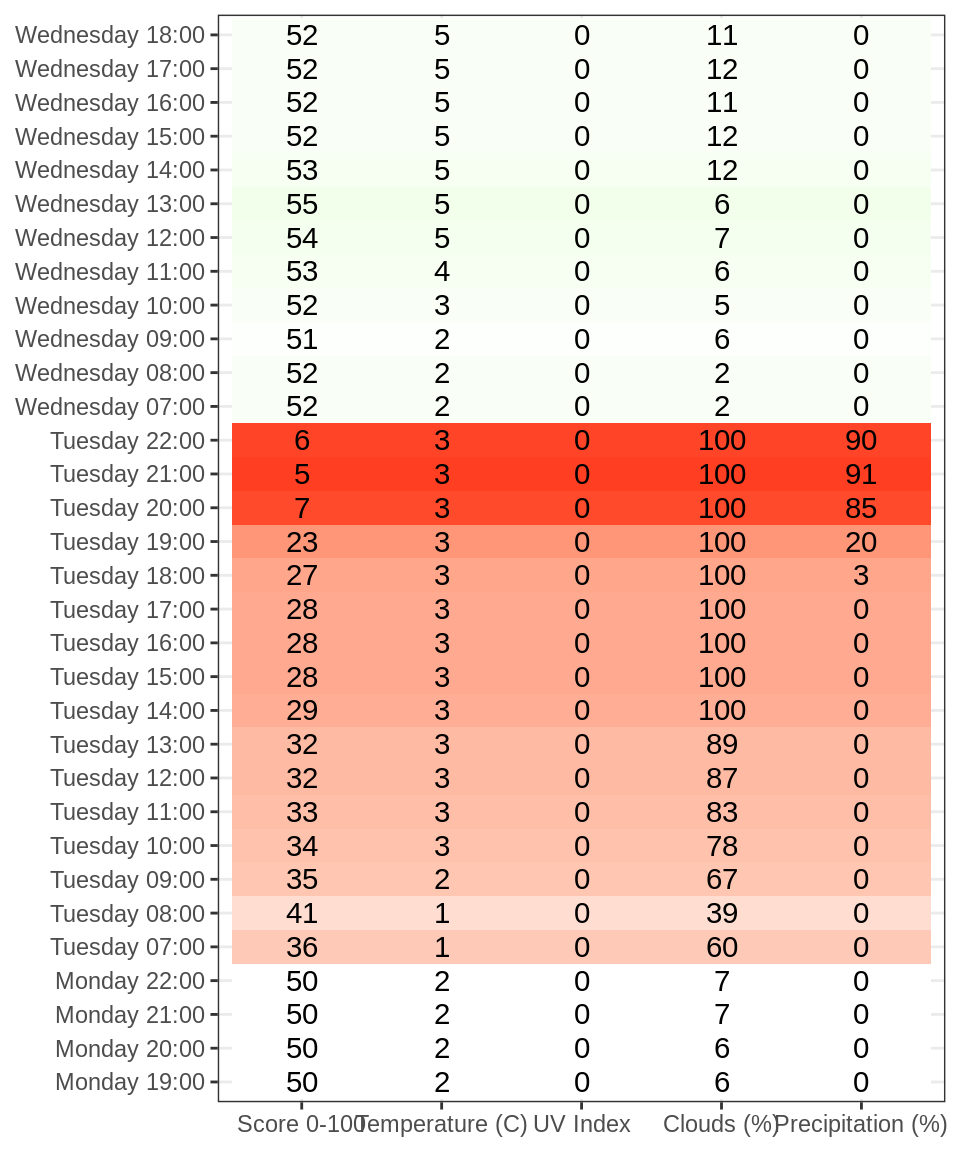 Wednesday 18:00 52 5 0 11 0
Wednesday 17:00 52 5 0 12 0
Wednesday 16:00 52 5 0 11 0
Wednesday 15:00 52 5 0 12 0
Wednesday 14:00 53 5 0 12 0
Wednesday 13:00 55 5 0 6 0
Wednesday 12:00 54 5 0 7 0
Wednesday 11:00 53 4 0 6 0
Wednesday 10:00 52 3 0 5 0
Wednesday 09:00 51 2 0 6 0
Wednesday 08:00 52 2 0 2 0
Wednesday 07:00 52 2 0 2 0
Tuesday 22:00 6 3 0 100 90
Tuesday 21:00 5 3 0 100 91
Tuesday 20:00 7 3 0 100 85
Tuesday 19:00 23 3 0 100 20
Tuesday 18:00 27 3 0 100 3
Tuesday 17:00 28 3 0 100 0
Tuesday 16:00 28 3 0 100 0
Tuesday 15:00 28 3 0 100 0
Tuesday 14:00 29 3 0 100 0
Tuesday 13:00 32 3 0 89 0
Tuesday 12:00 32 3 0 87 0
Tuesday 11:00 33 3 0 83 0
Tuesday 10:00 34 3 0 78 0
Tuesday 09:00 35 2 0 67 0
Tuesday 08:00 41 1 0 39 0
Tuesday 07:00 36 1 0 60 0
Monday 22:00 50 2 0 7 0
Monday 21:00 50 2 0 7 0
Monday 20:00 50 2 0 6 0
Monday 19:00 50 2 0 6 0
Score 0-100 Temperature (C) UV Index Clouds (%) Precipitation (%)